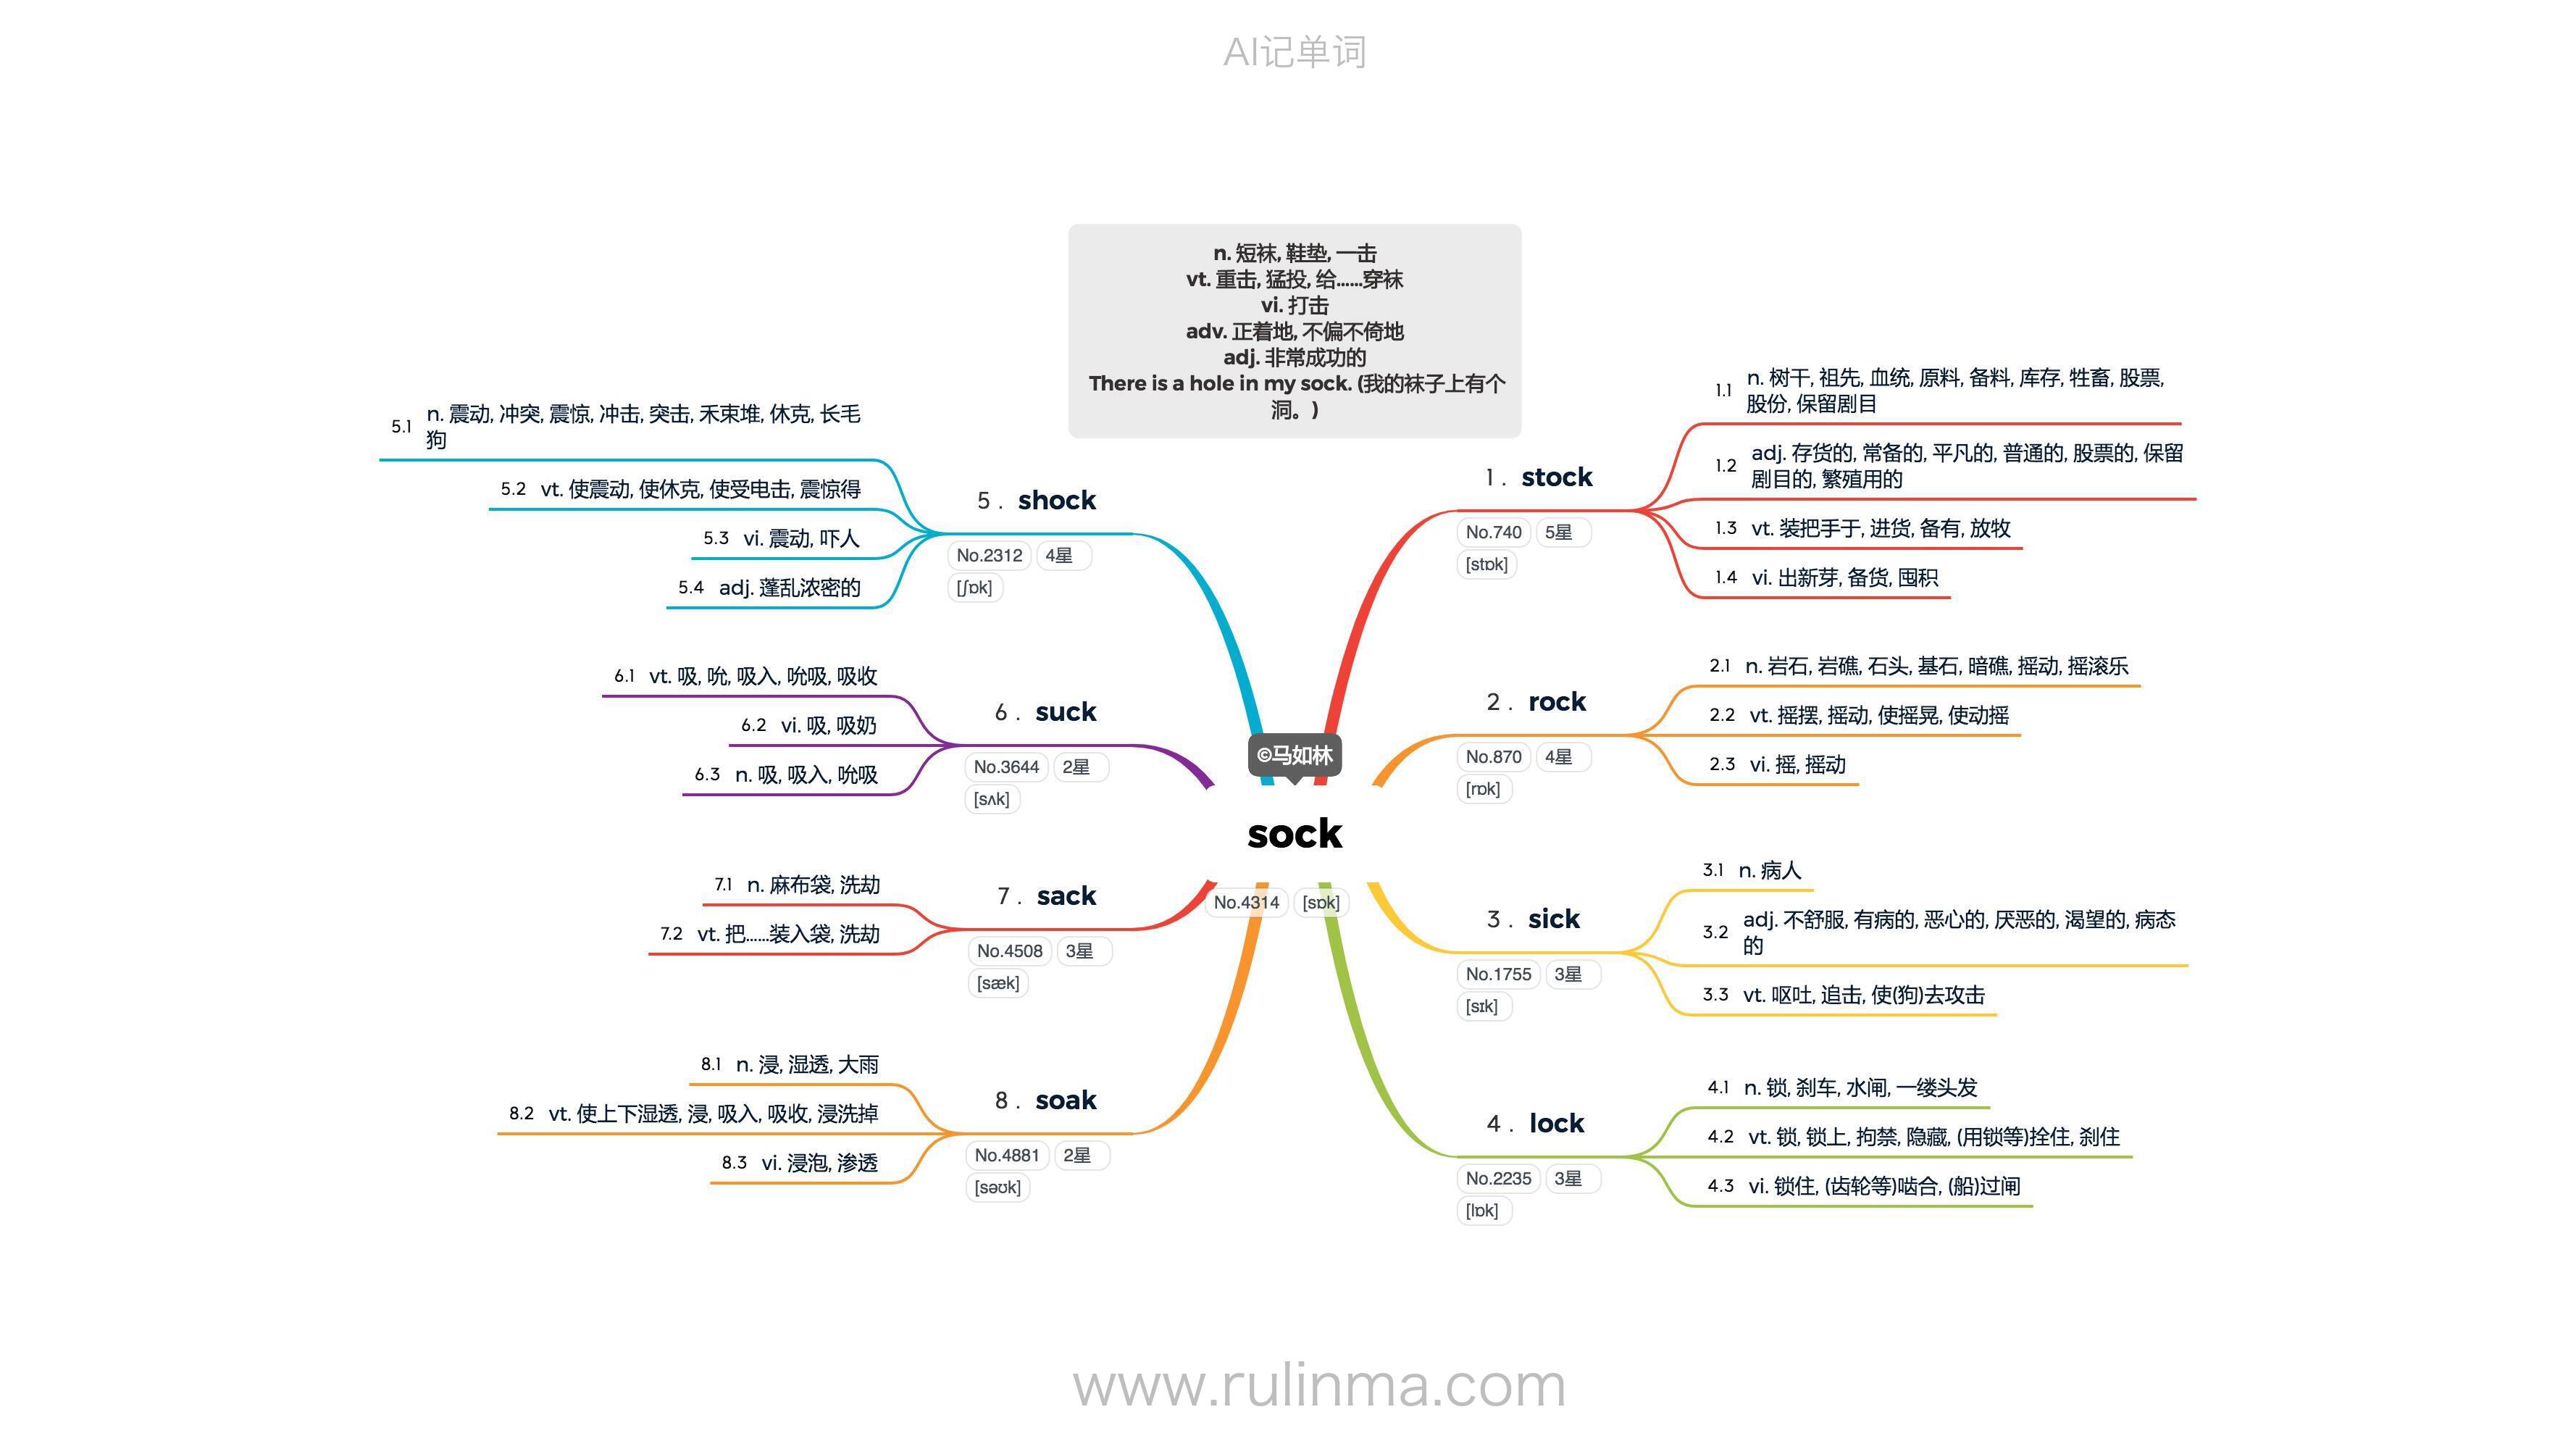 AI记单词
n. 短袜, 鞋垫, 一击
vt. 重击, 猛投, 给……穿袜
vi. 打击
adv. 正着地, 不偏不倚地
adj. 非常成功的
There is a hole in my sock. (我的袜子上有个
洞。)
©马如林
sock
No.4314 [sɒk]
1. stock
No.740 5星
[stɒk]
1.1 n. 树干, 祖先, 血统, 原料, 备料, 库存, 牲畜, 股票,
股份, 保留剧目
1.2 adj. 存货的, 常备的, 平凡的, 普通的, 股票的, 保留
剧目的, 繁殖用的
1.3 vt. 装把手于, 进货, 备有, 放牧
1.4 vi. 出新芽, 备货, 囤积
2. rock
No.870 4星
[rɒk]
2.1 n. 岩石, 岩礁, 石头, 基石, 暗礁, 摇动, 摇滚乐
2.2 vt. 摇摆, 摇动, 使摇晃, 使动摇
2.3 vi. 摇, 摇动
3. sick
No.1755 3星
[sɪk]
3.1 n. 病人
3.2 adj. 不舒服, 有病的, 恶心的, 厌恶的, 渴望的, 病态
的
3.3 vt. 呕吐, 追击, 使(狗)去攻击
4. lock
No.2235 3星
[lɒk]
4.1 n. 锁, 刹车, 水闸, 一缕头发
4.2 vt. 锁, 锁上, 拘禁, 隐藏, (用锁等)拴住, 刹住
4.3 vi. 锁住, (齿轮等)啮合, (船)过闸
5. shock
No.2312 4星
[ʃɒk]
5.1 n. 震动, 冲突, 震惊, 冲击, 突击, 禾束堆, 休克, 长毛
狗
5.2 vt. 使震动, 使休克, 使受电击, 震惊得
5.3 vi. 震动, 吓人
5.4 adj. 蓬乱浓密的
6. suck
No.3644 2星
[sʌk]
6.1 vt. 吸, 吮, 吸入, 吮吸, 吸收
6.2 vi. 吸, 吸奶
6.3 n. 吸, 吸入, 吮吸
7. sack
No.4508 3星
[sæk]
7.1 n. 麻布袋, 洗劫
7.2 vt. 把……装入袋, 洗劫
8. soak
No.4881 2星
[səʊk]
8.1 n. 浸, 湿透, 大雨
8.2 vt. 使上下湿透, 浸, 吸入, 吸收, 浸洗掉
8.3 vi. 浸泡, 渗透
www.rulinma.com